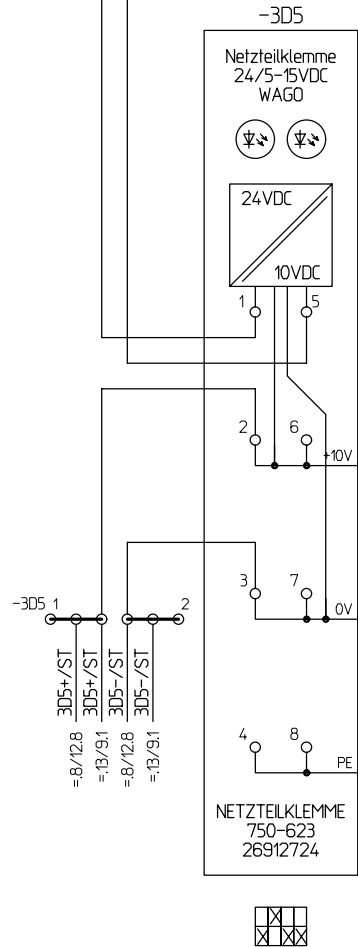 -3D5
Netzteilklemme
24/5-15VDC
WAGO
24VDC
10VDC
1 5
2 6
+10V
3 7
0V
-3D5 1 2
3D5+/ST
3D5+/ST
3D5-/ST
3D5-/ST
=.8/12.8
=.13/9.1
=.8/12.8
=.13/9.1
4 8
PE
NETZTEILKLEMME
750-623
26912724